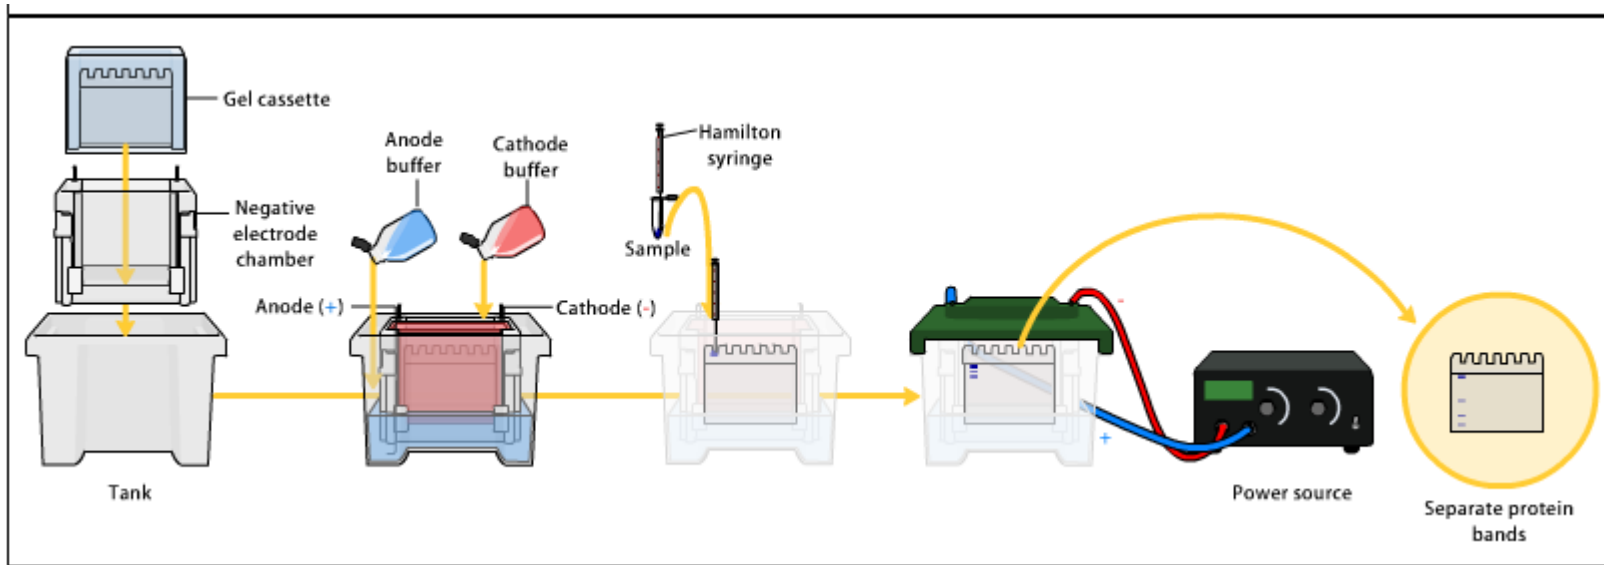 Gel cassette
Negative
electrode
chamber
Tank
Anode
buffer
Cathode
buffer
Anode (+)
Cathode (-)
Hamilton
syringe
Sample
-
+
Power source
Separate protein
bands